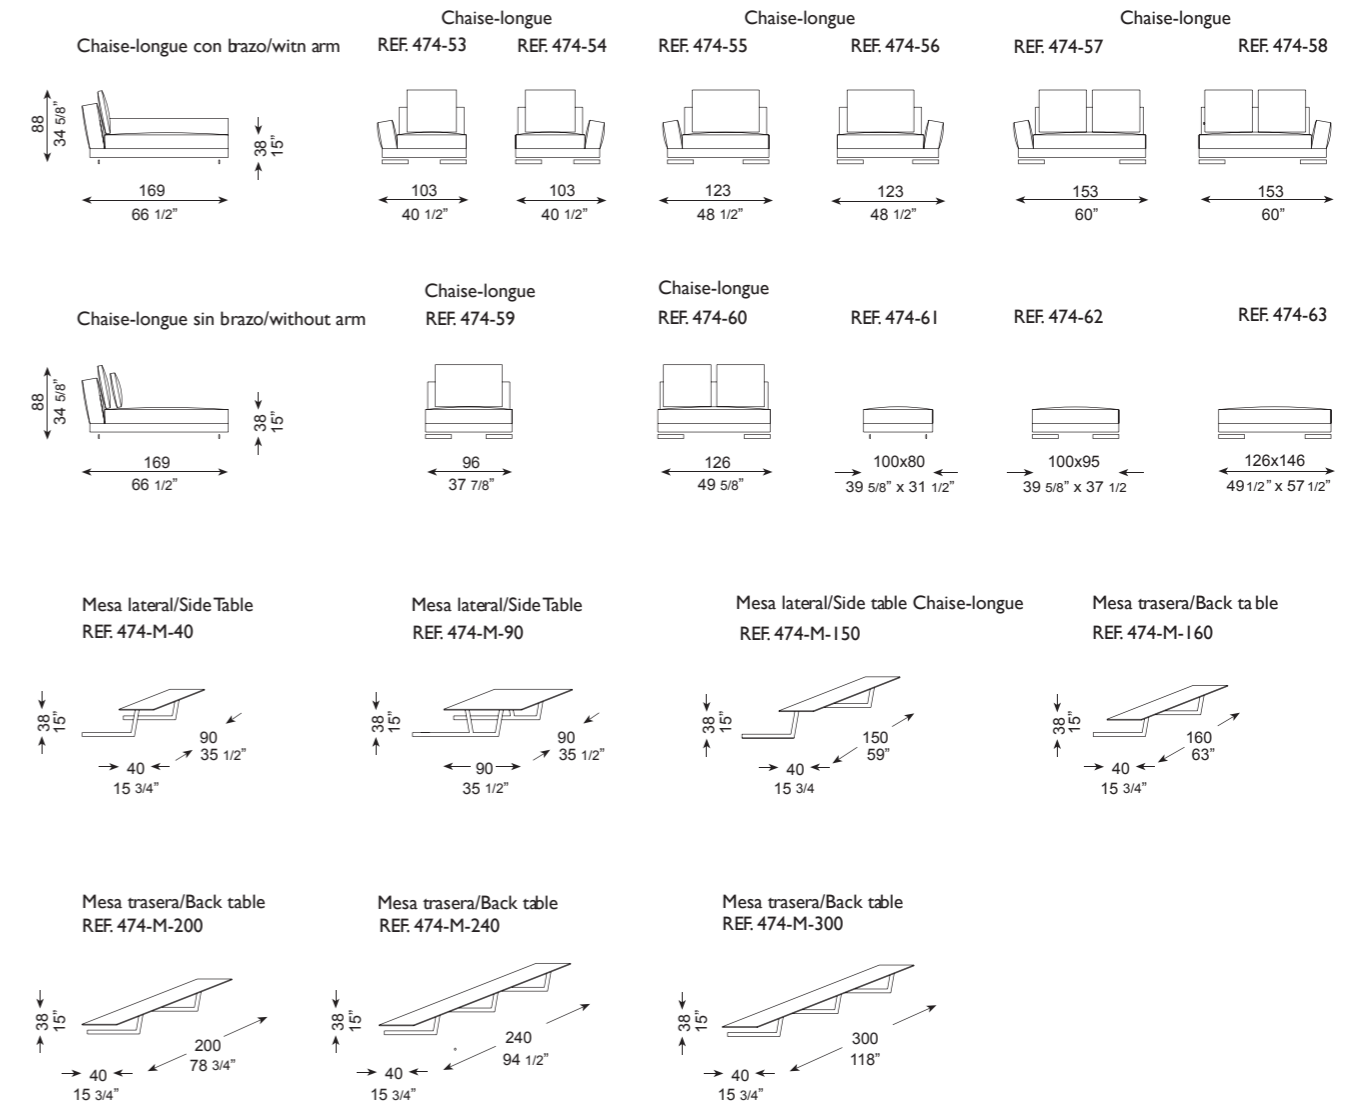 Chaise-longue
Chaise-longue
Chaise-longue
Chaise-longue con brazo/witn arm
REF. 474-53
REF. 474-54
REF. 474-55
REF. 474-56
REF. 474-57
REF. 474-58
88
34 5/8”
38
15”
169
66 1/2”
103
40 1/2”
103
40 1/2”
123
48 1/2”
123
48 1/2”
153
60”
153
60”
Chaise-longue
Chaise-longue
Chaise-longue sin brazo/without arm
REF. 474-59
REF. 474-60
REF. 474-61
REF. 474-62
REF. 474-63
88
34 5/8”
38
15”
169
66 1/2”
96
37 7/8”
126
49 5/8”
100x80
39 5/8” x 31 1/2”
100x95
39 5/8” x 37 1/2
126x146
49 1/2” x 57 1/2”
Mesa lateral/Side Table
REF. 474-M-40
38
15”
90
35 1/2”
40
15 3/4”
Mesa lateral/Side Table
REF. 474-M-90
38
15”
90
35 1/2”
90
35 1/2”
Mesa lateral/Side table Chaise-longue
REF. 474-M-150
38
15”
150
59”
40
15 3/4
Mesa trasera/Back table
REF. 474-M-160
38
15”
160
63”
40
15 3/4”
Mesa trasera/Back table
REF. 474-M-200
38
15”
200
78 3/4”
40
15 3/4”
Mesa trasera/Back table
REF. 474-M-240
38
15”
240
94 1/2”
40
15 3/4”
Mesa trasera/Back table
REF. 474-M-300
38
15”
300
118”
40
15 3/4”